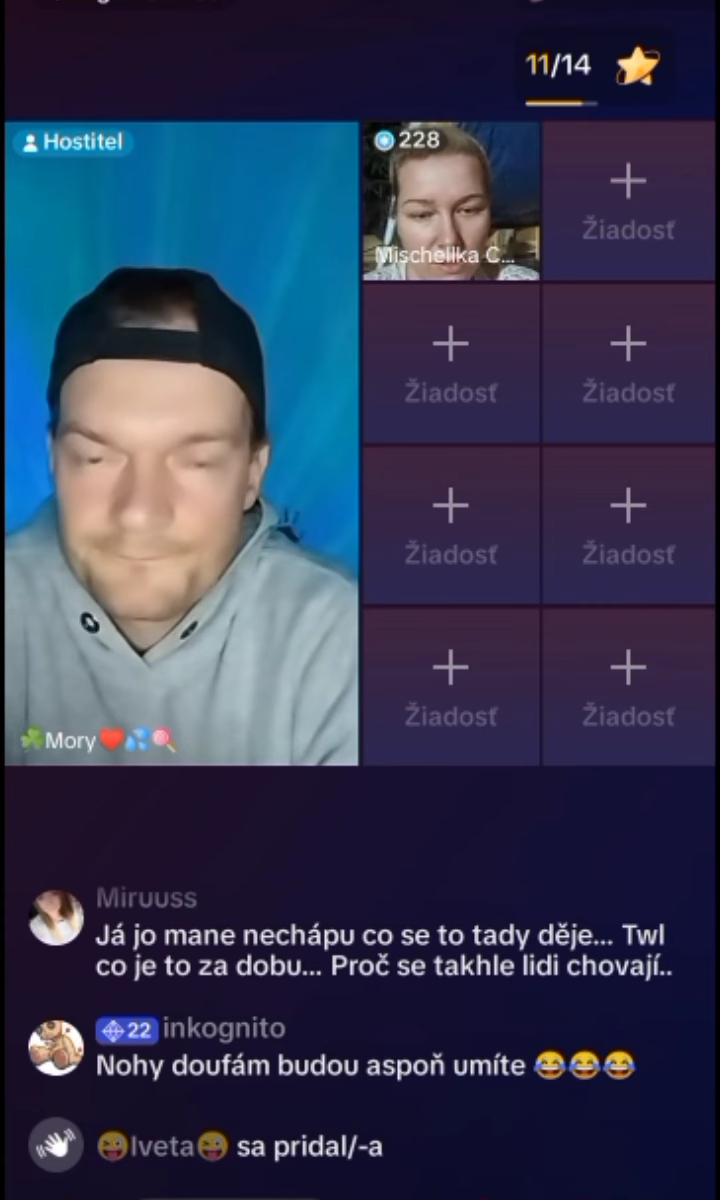 11/14
Hostitel
228
Mischellka C...
Žiadosť
Žiadosť
Žiadosť
Žiadosť
Žiadosť
Žiadosť
Žiadosť
☘️Mory❤️💦🍭
Miruuss
Já jo mane nechápu co se to tady děje... Twl
co je to za dobu... Proč se takhle lidi chovají..
22 inkognito
Nohy doufám budou aspoň umíte 😂😂😂
😜Iveta😜 sa pridal/-a